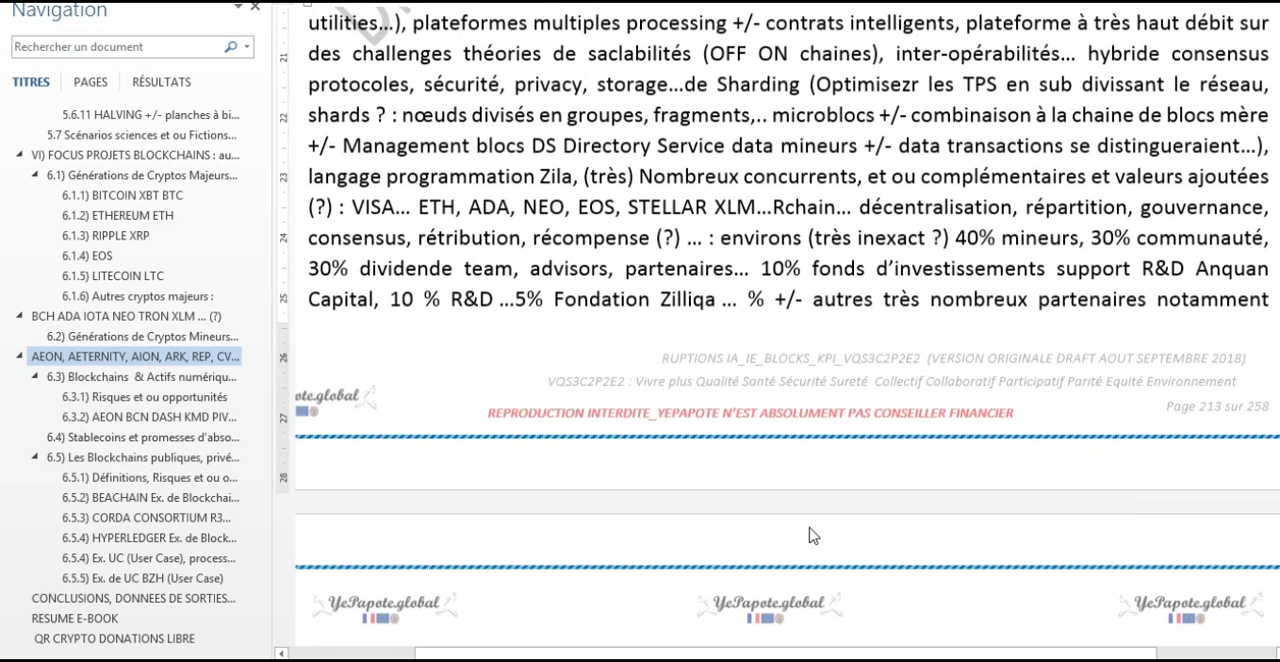 Navigation
Rechercher un document
TITRES PAGES RÉSULTATS
5.6.11 HALVING +/- planches à bi...
5.7 Scénarios sciences et ou Fictions...
VI) FOCUS PROJETS BLOCKCHAINS : au...
6.1) Générations de Cryptos Majeurs...
6.1.1) BITCOIN XBT BTC
6.1.2) ETHEREUM ETH
6.1.3) RIPPLE XRP
6.1.4) EOS
6.1.5) LITECOIN LTC
6.1.6) Autres cryptos majeurs :
BCH ADA IOTA NEO TRON XLM ... (?)
6.2) Générations de Cryptos Mineurs...
AEON, AETERNITY, AION, ARK, REP, CV...
6.3) Blockchains & Actifs numériqu...
6.3.1) Risques et ou opportunités
6.3.2) AEON BCN DASH KMD PIV...
6.4) Stablecoins et promesses d'abso...
6.5) Les Blockchains publiques, privé...
6.5.1) Définitions, Risques et ou o...
6.5.2) BEACHAIN Ex. de Blockchai...
6.5.3) CORDA CONSORTIUM R3...
6.5.4) HYPERLEDGER Ex. de Block...
6.5.4) Ex. UC (User Case), process...
6.5.5) Ex. de UC BZH (User Case)
CONCLUSIONS, DONNEES DE SORTIES...
RESUME E-BOOK
QR CRYPTO DONATIONS LIBRE
21
22
23
24
25
26
27
28
utilities...), plateformes multiples processing +/- contrats intelligents, plateforme à très haut débit sur
des challenges théories de saclabilités (OFF ON chaines), inter-opérabilités... hybride consensus
protocoles, sécurité, privacy, storage...de Sharding (Optimisezr les TPS en sub divissant le réseau,
shards ? : nœuds divisés en groupes, fragments,.. microblocs +/- combinaison à la chaine de blocs mère
+/- Management blocs DS Directory Service data mineurs +/- data transactions se distingueraient...),
langage programmation Zila, (très) Nombreux concurrents, et ou complémentaires et valeurs ajoutées
(?) : VISA... ETH, ADA, NEO, EOS, STELLAR XLM...Rchain... décentralisation, répartition, gouvernance,
consensus, rétribution, récompense (?) ... : environs (très inexact ?) 40% mineurs, 30% communauté,
30% dividende team, advisors, partenaires... 10% fonds d'investissements support R&D Anquan
Capital, 10 % R&D ...5% Fondation Zilliqa ... % +/- autres très nombreux partenaires notamment
RUPTIONS IA_IE_BLOCKS_KPI_VQS3C2P2E2 (VERSION ORIGINALE DRAFT AOUT SEPTEMBRE 2018)
VQS3C2P2E2 : Vivre plus Qualité Santé Sécurité Sureté Collectif Collaboratif Participatif Parité Equité Environnement
ote.global
Page 213 sur 258
REPRODUCTION INTERDITE_YEPAPOTE N'EST ABSOLUMENT PAS CONSEILLER FINANCIER
YePapote.global YePapote.global YePapote.global